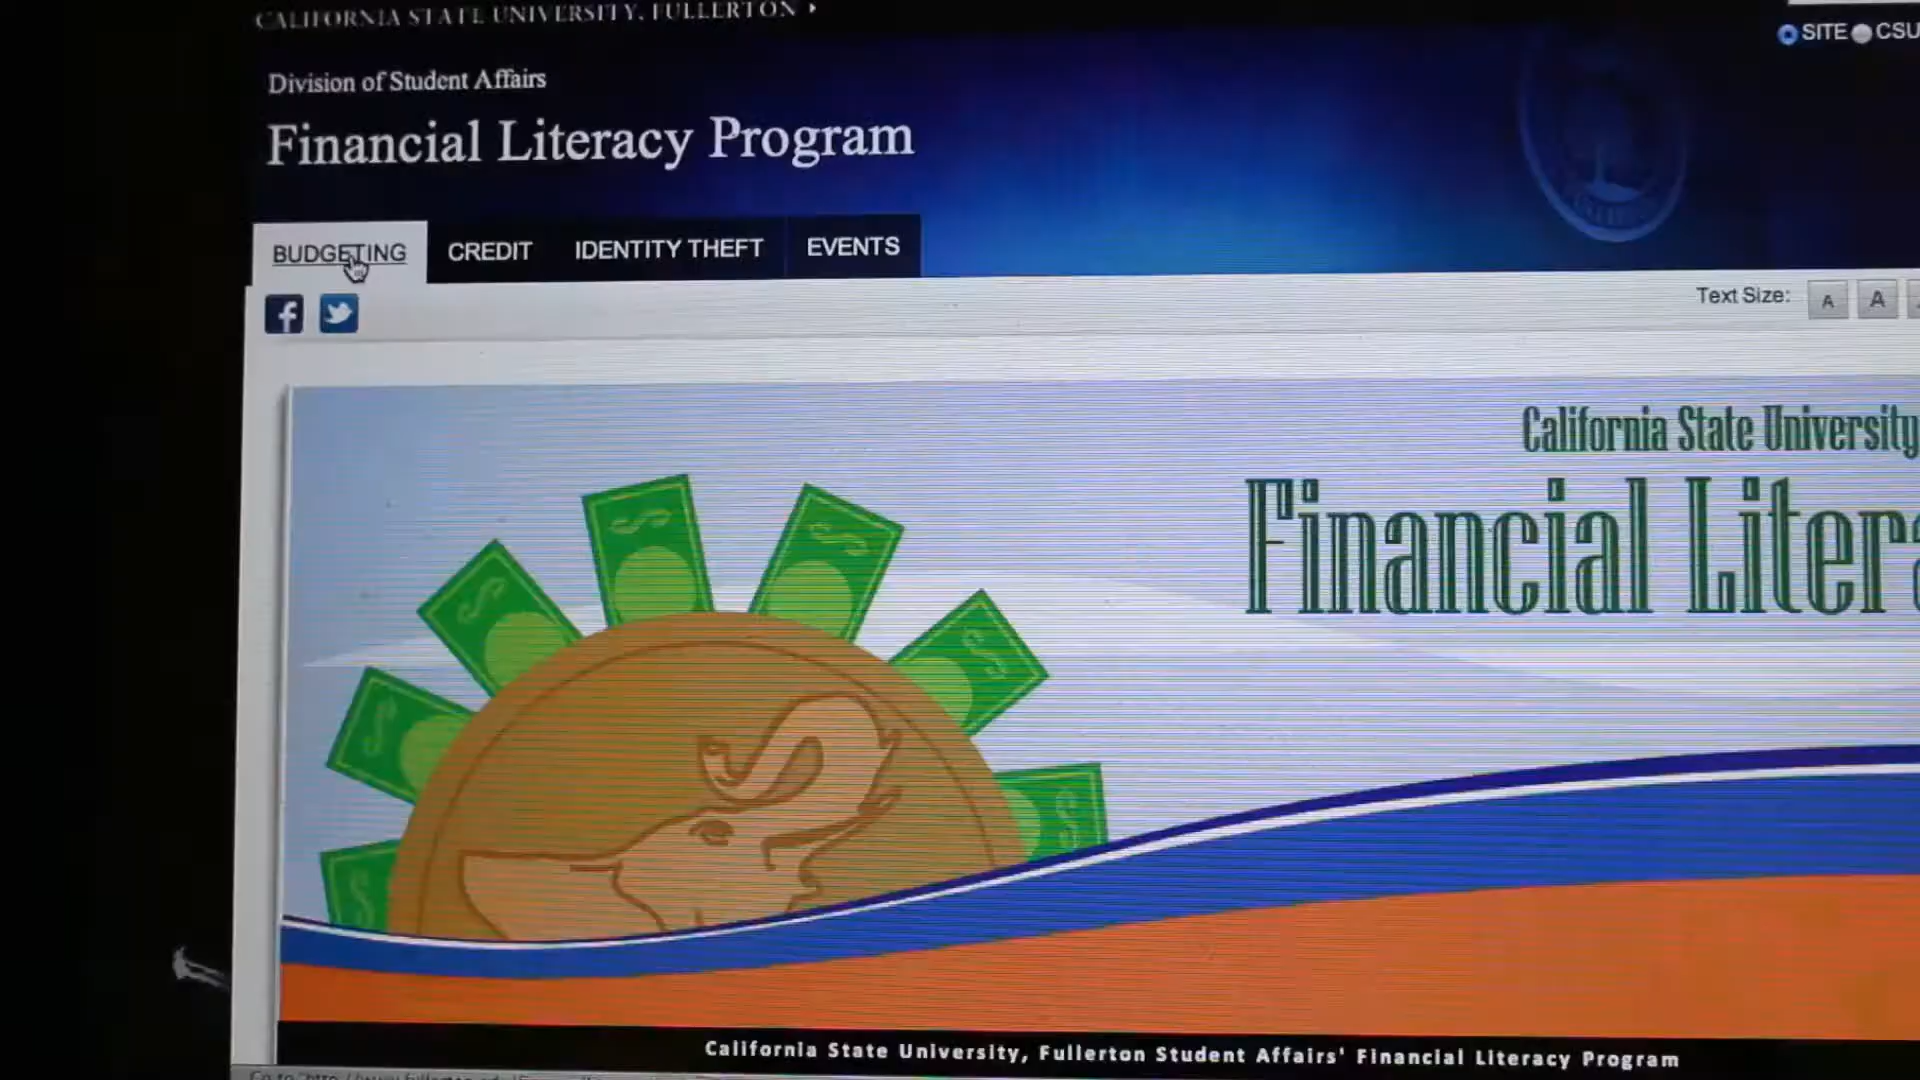 CALIFORNIA STATE UNIVERSITY, FULLERTON
SITE CSU
Division of Student Affairs
Financial Literacy Program
BUDGETING CREDIT IDENTITY THEFT EVENTS
Text Size: A A
California State University
Financial Litera
California State University, Fullerton Student Affairs' Financial Literacy Program